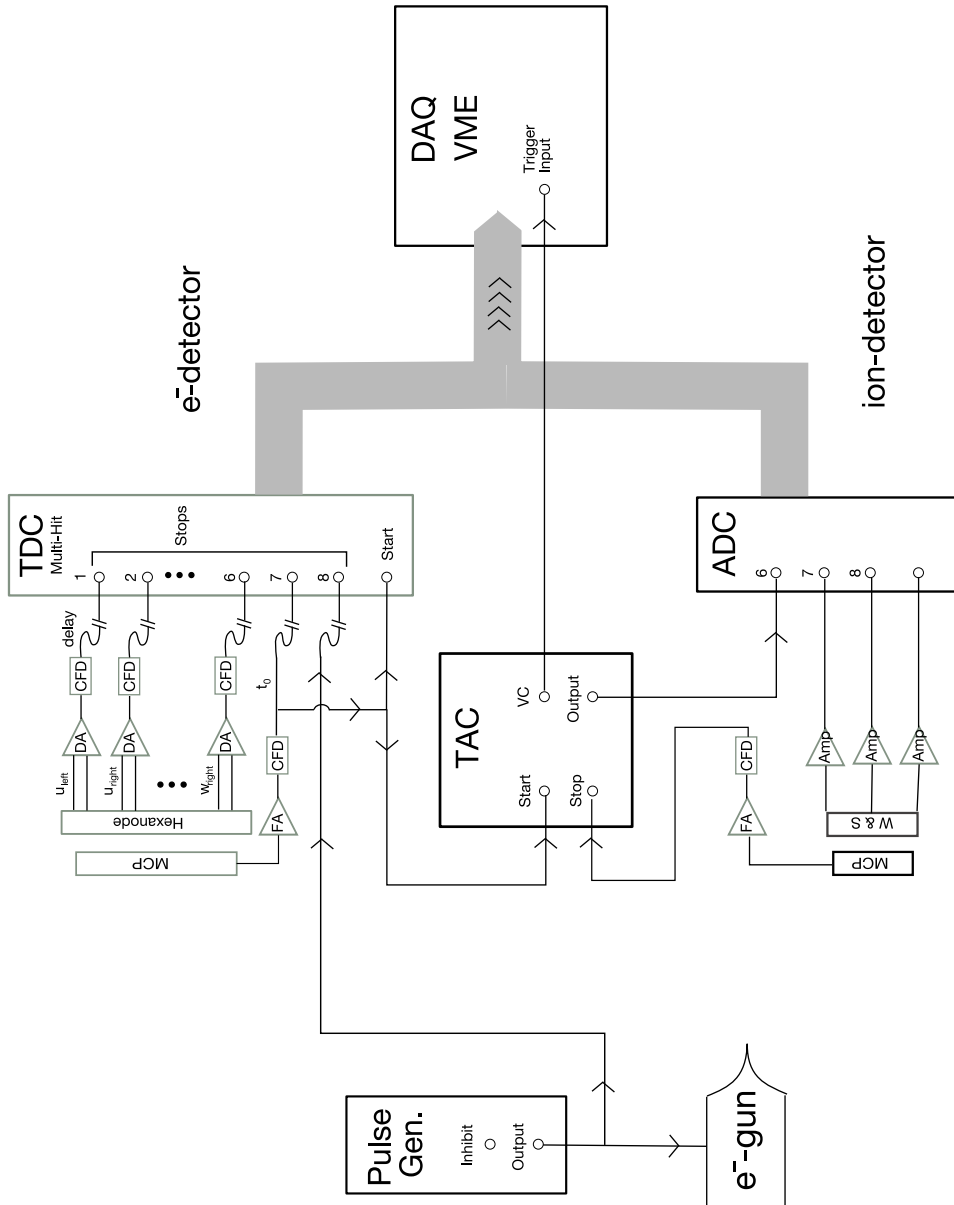 DAQ
VME
Trigger
Input
e⁻-detector
ion-detector
TDC
Multi-Hit
Stops
1
2
•••
6
7
8
Start
delay
CFD
CFD
CFD
t₀
CFD
DA
DA
DA
FA
u_left
u_right
•••
w_right
Hexanode
MCP
TAC
VC
Output
Start
Stop
ADC
6
7
8
CFD
FA
Amp
Amp
Amp
W & S
MCP
Pulse
Gen.
Inhibit
Output
e⁻-gun